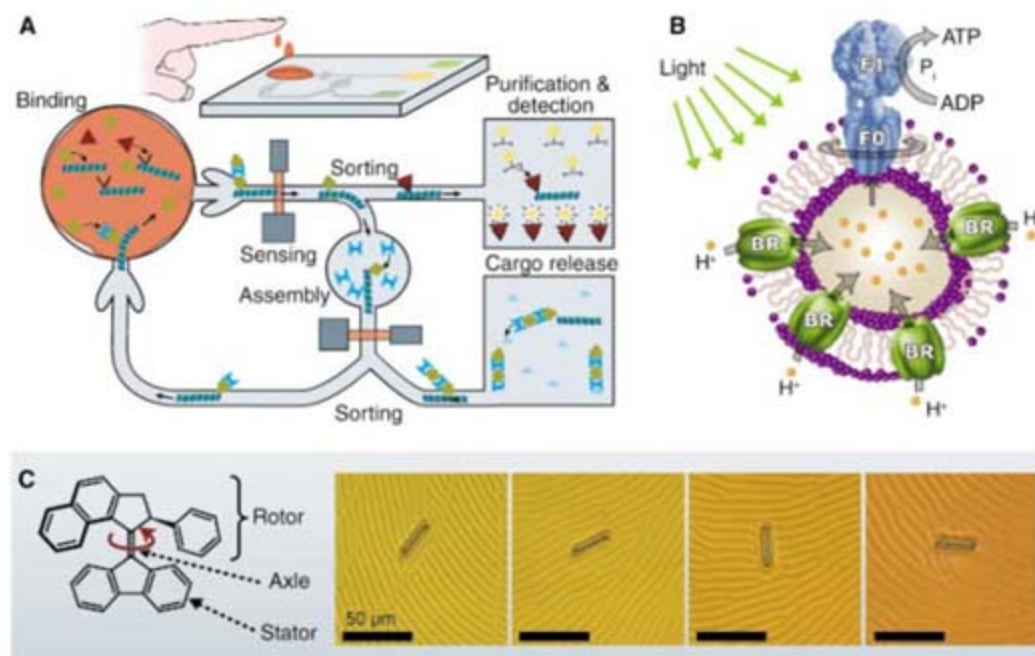 A
Binding
Purification &
detection
Sorting
Sensing
Assembly
Cargo release
Sorting
B
Light
F1
ATP
Pi
ADP
F0
BR
H+
BR
H+
BR
H+
BR
H+
C
Rotor
Axle
Stator
50 µm